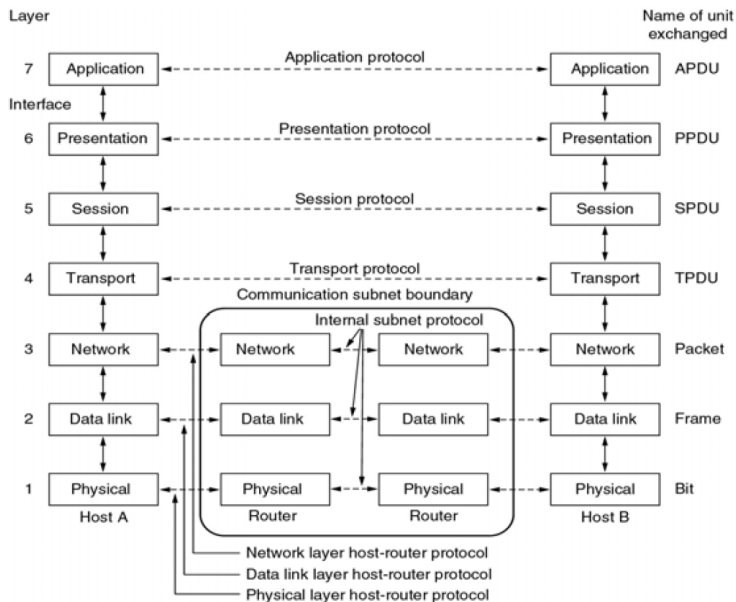 Layer
Name of unit
exchanged
Application protocol
7 Application Application APDU
Interface
Presentation protocol
6 Presentation Presentation PPDU
Session protocol
5 Session Session SPDU
Transport protocol
4 Transport Transport TPDU
Communication subnet boundary
Internal subnet protocol
3 Network Network Network Network Packet
2 Data link Data link Data link Data link Frame
1 Physical Physical Physical Physical Bit
Host A Router Router Host B
Network layer host-router protocol
Data link layer host-router protocol
Physical layer host-router protocol